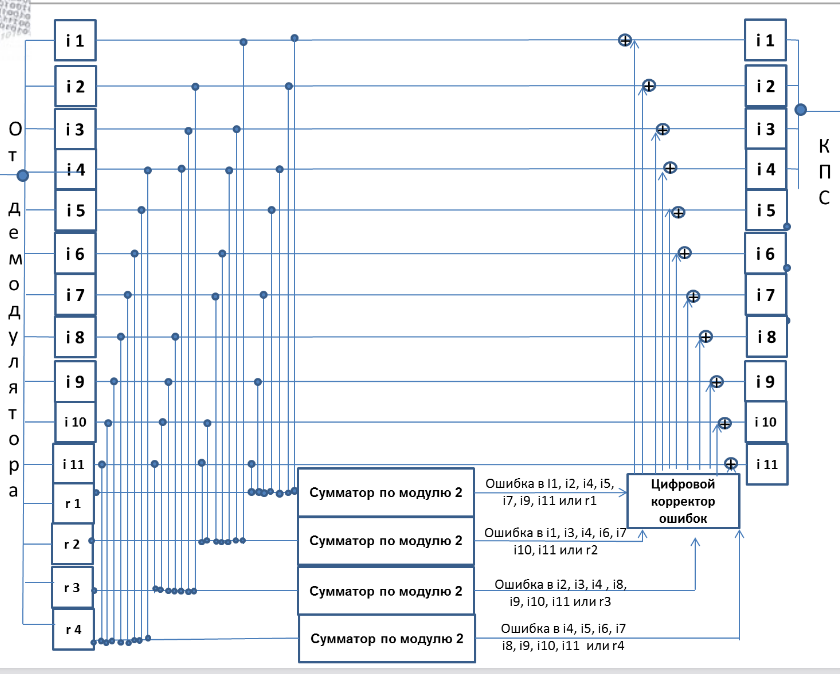 От демодулятора
i 1
i 2
i 3
i 4
i 5
i 6
i 7
i 8
i 9
i 10
i 11
r 1
r 2
r 3
r 4
Сумматор по модулю 2
Сумматор по модулю 2
Сумматор по модулю 2
Сумматор по модулю 2
Ошибка в I1, i2, i4, i5,
i7, i9, i11 или r1
Ошибка в i1, i3, i4, i6, i7
i10, i11 или r2
Ошибка в i2, i3, i4 , i8,
i9, i10, i11 или r3
Ошибка в i4, i5, i6, i7
i8, i9, i10, i11 или r4
Цифровой
корректор
ошибок
i 1
i 2
i 3
i 4
i 5
i 6
i 7
i 8
i 9
i 10
i 11
КПС